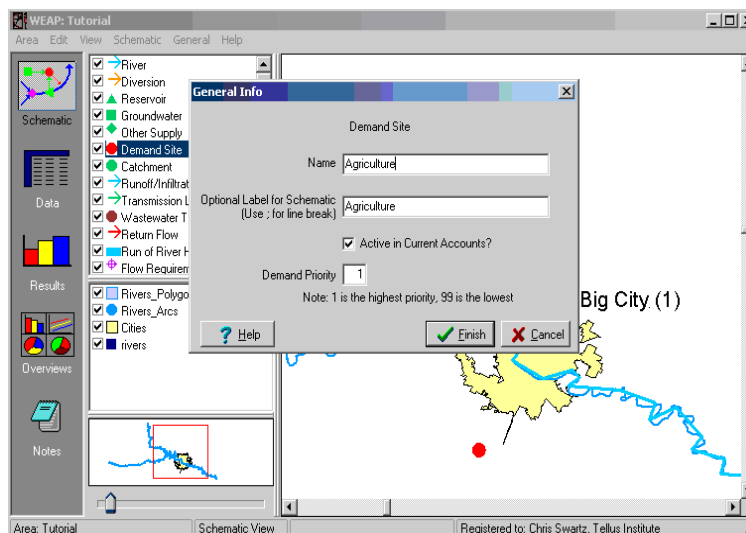 WEAP: Tutorial
Area Edit View Schematic General Help
Schematic
Data
Results
Overviews
Notes
River
Diversion
Reservoir
Groundwater
Other Supply
Demand Site
Catchment
Runoff/Infiltrat
Transmission L
Wastewater T
Return Flow
Run of River H
Flow Requirem
Rivers_Polygo
Rivers_Arcs
Cities
rivers
General Info
Demand Site
Name Agriculture
Optional Label for Schematic
(Use ; for line break) Agriculture
Active in Current Accounts?
Demand Priority 1
Note: 1 is the highest priority, 99 is the lowest
? Help Finish Cancel
Big City (1)
Area: Tutorial Schematic View Registered to: Chris Swartz, Tellus Institute